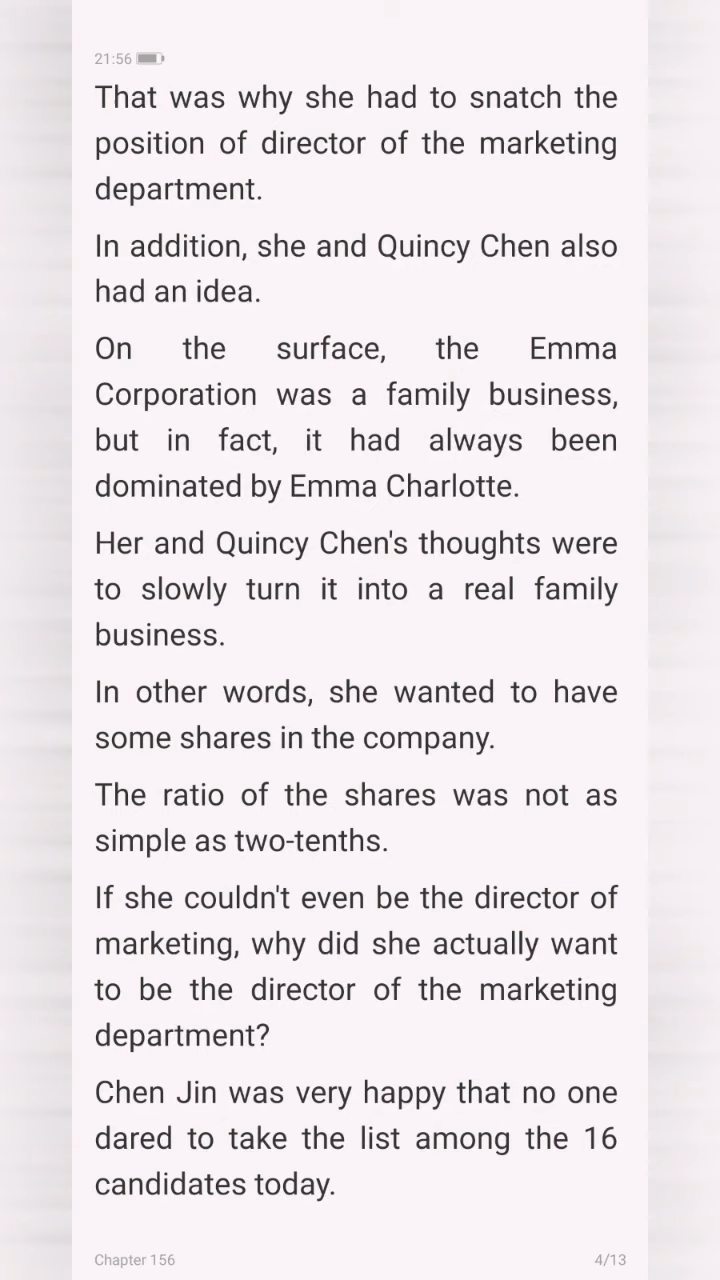 21:56
That was why she had to snatch the
position of director of the marketing
department.
In addition, she and Quincy Chen also
had an idea.
On the surface, the Emma
Corporation was a family business,
but in fact, it had always been
dominated by Emma Charlotte.
Her and Quincy Chen's thoughts were
to slowly turn it into a real family
business.
In other words, she wanted to have
some shares in the company.
The ratio of the shares was not as
simple as two-tenths.
If she couldn't even be the director of
marketing, why did she actually want
to be the director of the marketing
department?
Chen Jin was very happy that no one
dared to take the list among the 16
candidates today.
Chapter 156
4/13